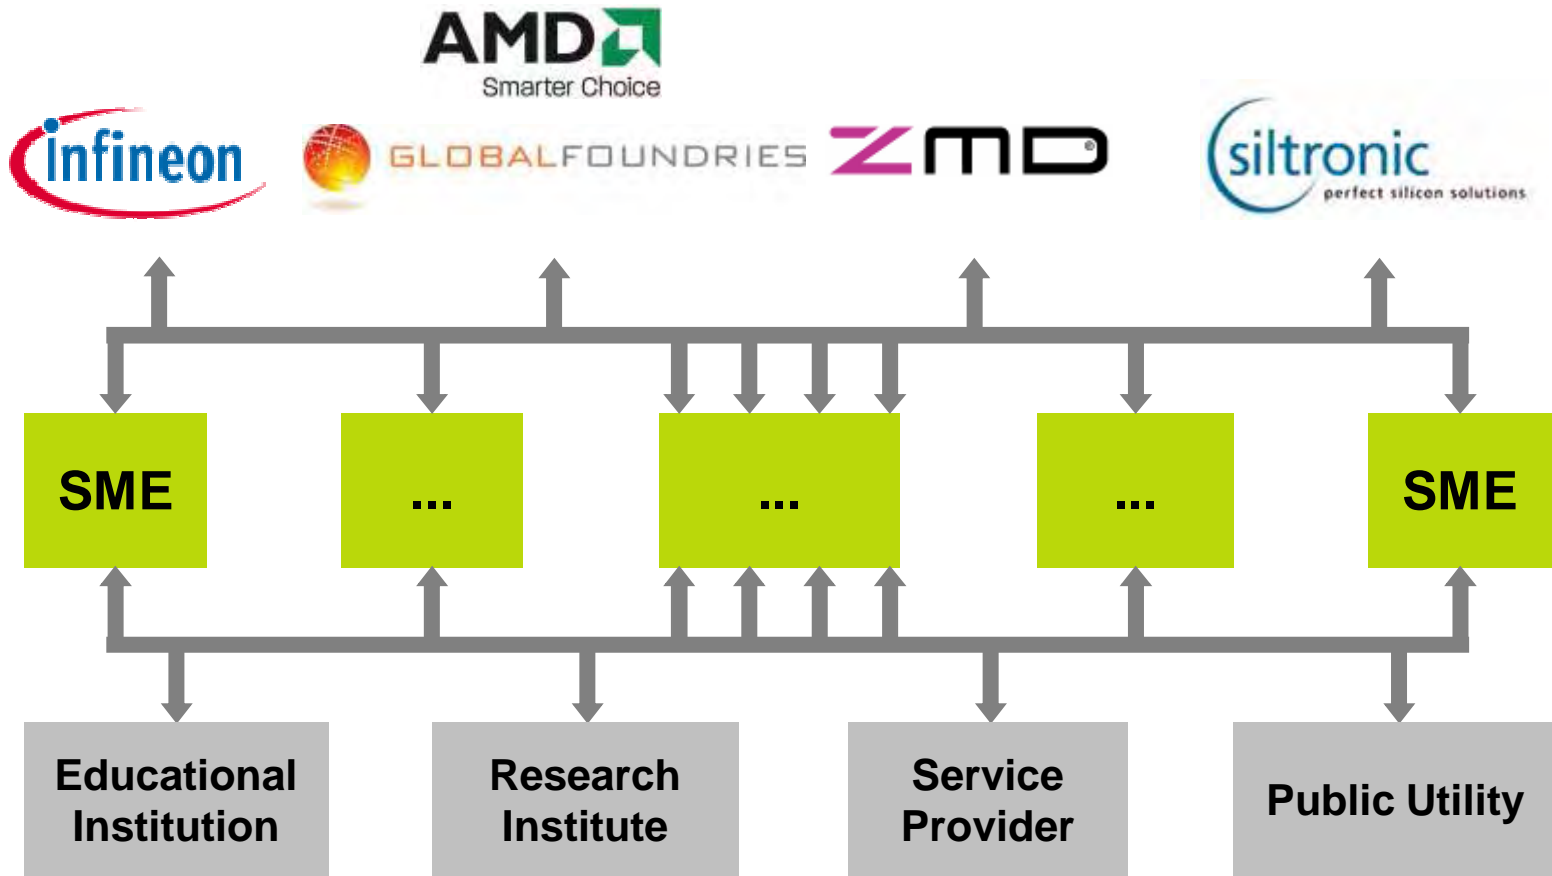 AMD
Smarter Choice
infineon
GLOBALFOUNDRIES
ZMD®
siltronic
perfect silicon solutions
SME
...
...
...
SME
Educational
Institution
Research
Institute
Service
Provider
Public Utility